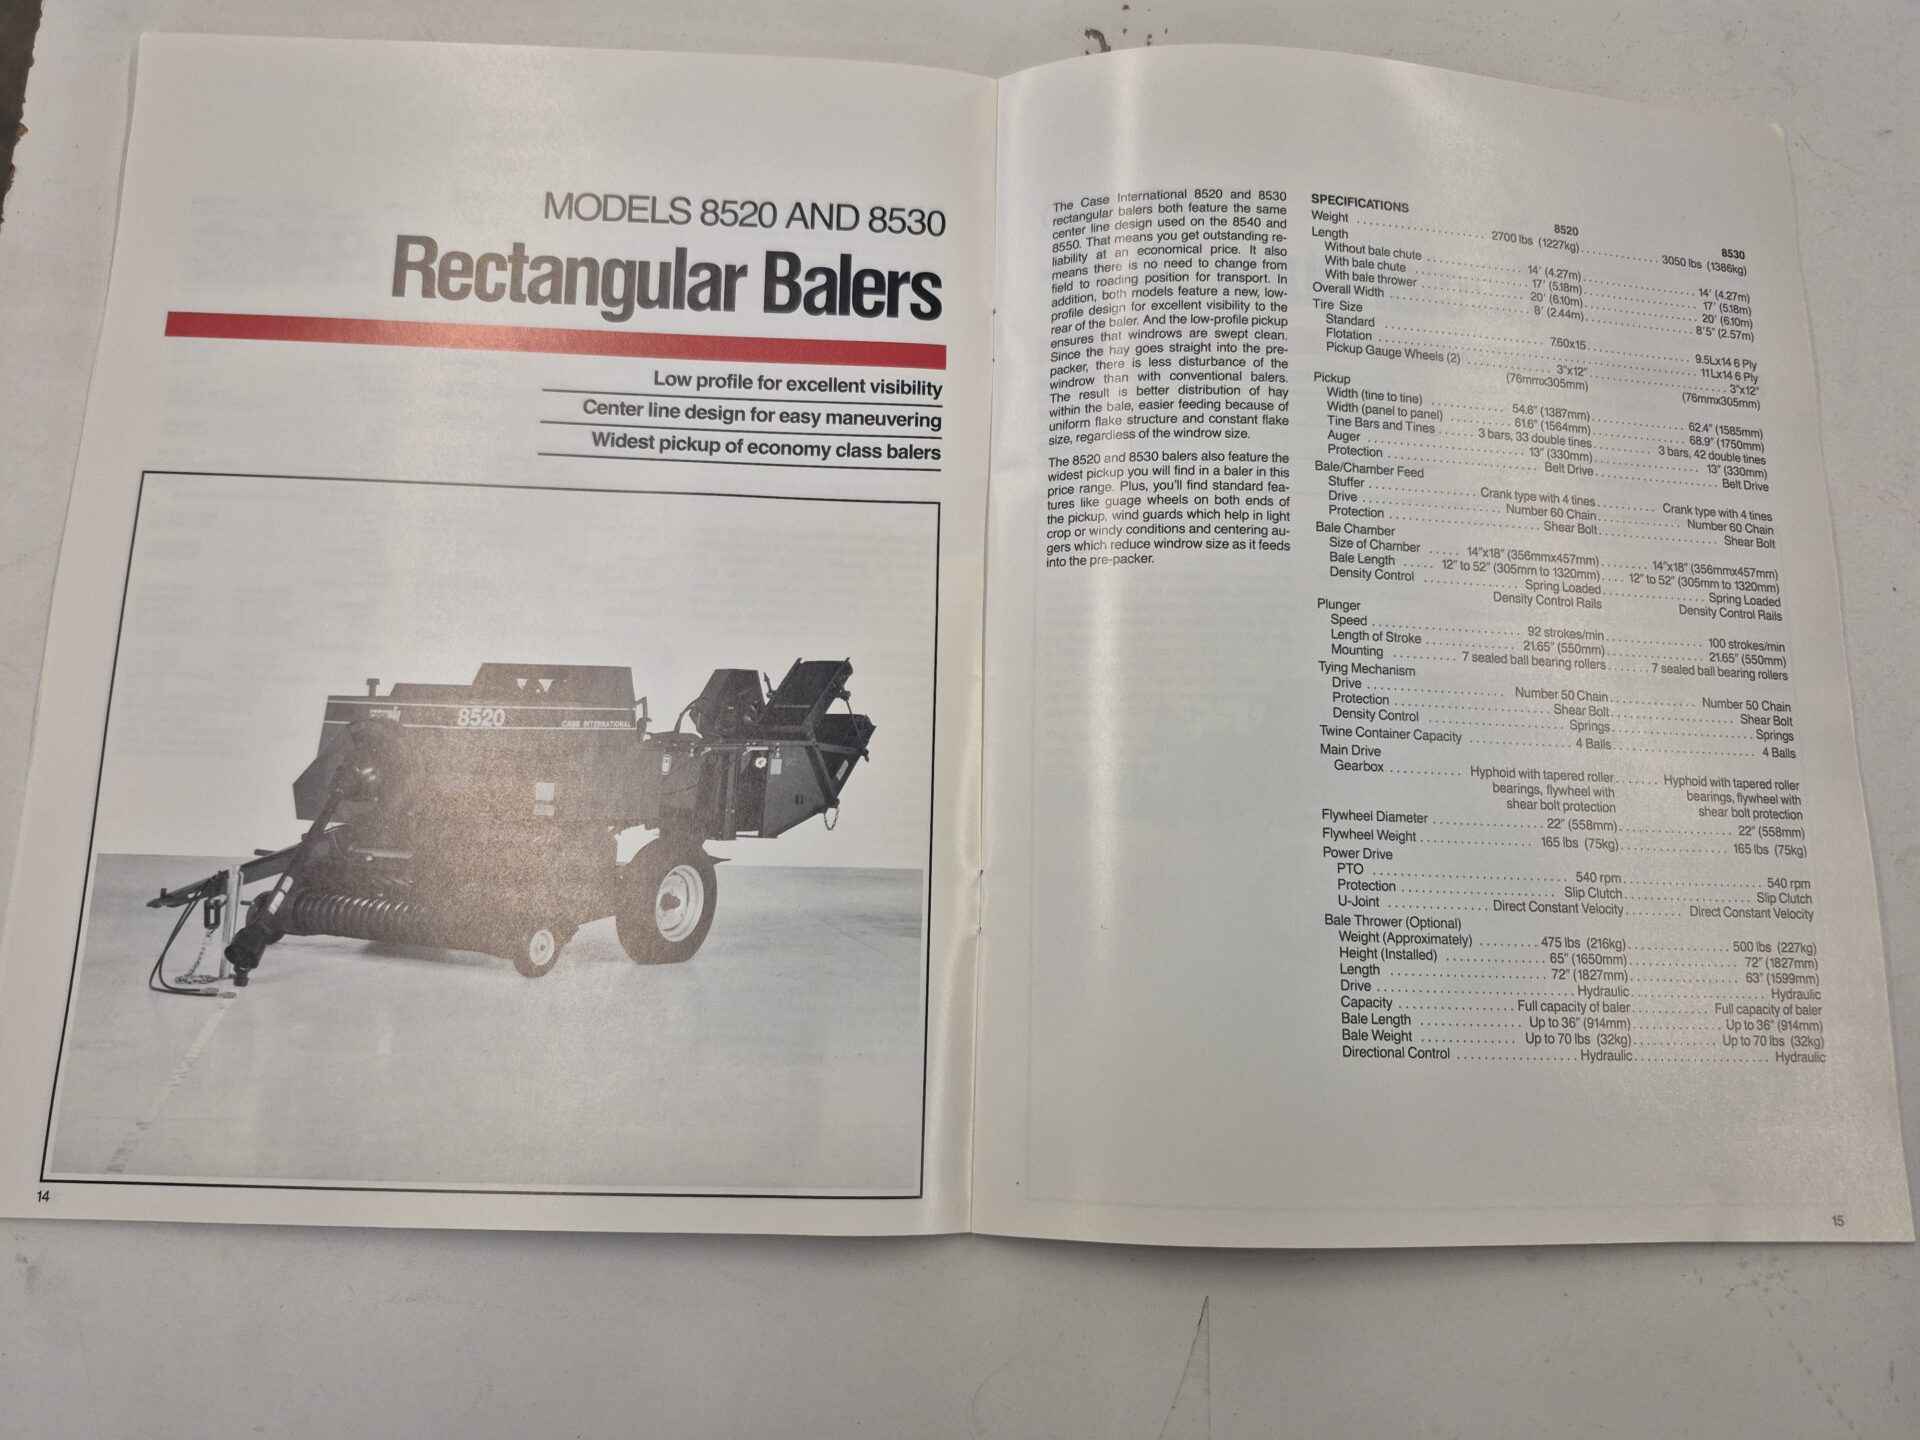 MODELS 8520 AND 8530
Rectangular Balers
Low profile for excellent visibility
Center line design for easy maneuvering
Widest pickup of economy class balers
8520
CASE INTERNATIONAL
14
The Case International 8520 and 8530
rectangular balers both feature the same
center line design used on the 8540 and
8550. That means you get outstanding re-
liability at an economical price. It also
means there is no need to change from
field to roading position for transport. In
addition, both models feature a new, low-
profile design for excellent visibility to the
rear of the baler. And the low-profile pickup
ensures that windrows are swept clean.
Since the hay goes straight into the pre-
packer, there is less disturbance of the
windrow than with conventional balers.
The result is better distribution of hay
within the bale, easier feeding because of
uniform flake structure and constant flake
size, regardless of the windrow size.
The 8520 and 8530 balers also feature the
widest pickup you will find in a baler in this
price range. Plus, you'll find standard fea-
tures like guage wheels on both ends of
the pickup, wind guards which help in light
crop or windy conditions and centering au-
gers which reduce windrow size as it feeds
into the pre-packer.
SPECIFICATIONS
8520 8530
Weight 2700 lbs (1227kg) 3050 lbs (1386kg)
Length
Without bale chute 14' (4.27m) 14' (4.27m)
With bale chute 17' (5.18m) 17' (5.18m)
With bale thrower 20' (6.10m) 20' (6.10m)
Overall Width 8' (2.44m) 8'5" (2.57m)
Tire Size
Standard 7.60x15 9.5Lx14 6 Ply
Flotation 11Lx14 6 Ply
Pickup Gauge Wheels (2) 3"x12" 3"x12"
(76mmx305mm) (76mmx305mm)
Pickup
Width (tine to tine) 54.6" (1387mm) 62.4" (1585mm)
Width (panel to panel) 61.6" (1564mm) 68.9" (1750mm)
Tine Bars and Tines 3 bars, 33 double tines 3 bars, 42 double tines
Auger 13" (330mm) 13" (330mm)
Protection Belt Drive Belt Drive
Bale/Chamber Feed
Stuffer Crank type with 4 tines Crank type with 4 tines
Drive Number 60 Chain Number 60 Chain
Protection Shear Bolt Shear Bolt
Bale Chamber
Size of Chamber 14"x18" (356mmx457mm) 14"x18" (356mmx457mm)
Bale Length 12" to 52" (305mm to 1320mm) 12" to 52" (305mm to 1320mm)
Density Control Spring Loaded Spring Loaded
Density Control Rails Density Control Rails
Plunger
Speed 92 strokes/min 100 strokes/min
Length of Stroke 21.65" (550mm) 21.65" (550mm)
Mounting 7 sealed ball bearing rollers 7 sealed ball bearing rollers
Tying Mechanism
Drive Number 50 Chain Number 50 Chain
Protection Shear Bolt Shear Bolt
Density Control Springs Springs
Twine Container Capacity 4 Balls 4 Balls
Main Drive
Gearbox Hyphoid with tapered roller Hyphoid with tapered roller
bearings, flywheel with bearings, flywheel with
shear bolt protection shear bolt protection
Flywheel Diameter 22" (558mm) 22" (558mm)
Flywheel Weight 165 lbs (75kg) 165 lbs (75kg)
Power Drive
PTO 540 rpm 540 rpm
Protection Slip Clutch Slip Clutch
U-Joint Direct Constant Velocity Direct Constant Velocity
Bale Thrower (Optional)
Weight (Approximately) 475 lbs (216kg) 500 lbs (227kg)
Height (Installed) 65" (1650mm) 72" (1827mm)
Length 72" (1827mm) 63" (1599mm)
Drive Hydraulic Hydraulic
Capacity Full capacity of baler Full capacity of baler
Bale Length Up to 36" (914mm) Up to 36" (914mm)
Bale Weight Up to 70 lbs (32kg) Up to 70 lbs (32kg)
Directional Control Hydraulic Hydraulic
15